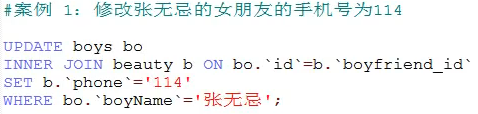 #案例 1：修改张无忌的女朋友的手机号为114
UPDATE boys bo
INNER JOIN beauty b ON bo.`id`=b.`boyfriend_id`
SET b.`phone`='114'
WHERE bo.`boyName`='张无忌';